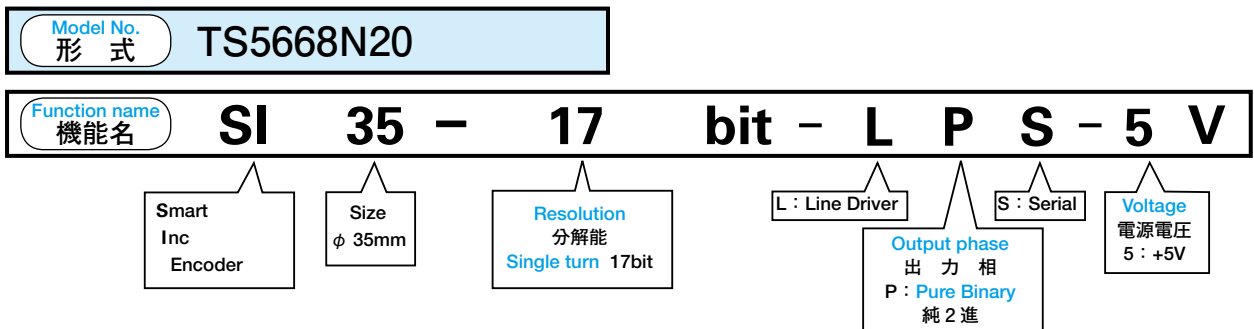 Model No.
形 式
TS5668N20
Function name
機能名
SI 35 − 17 bit − L P S − 5 V
Smart
Inc
Encoder
Size
φ 35mm
Resolution
分解能
Single turn 17bit
L：Line Driver
Output phase
出 力 相
P：Pure Binary
純２進
S：Serial
Voltage
電源電圧
5：+5V